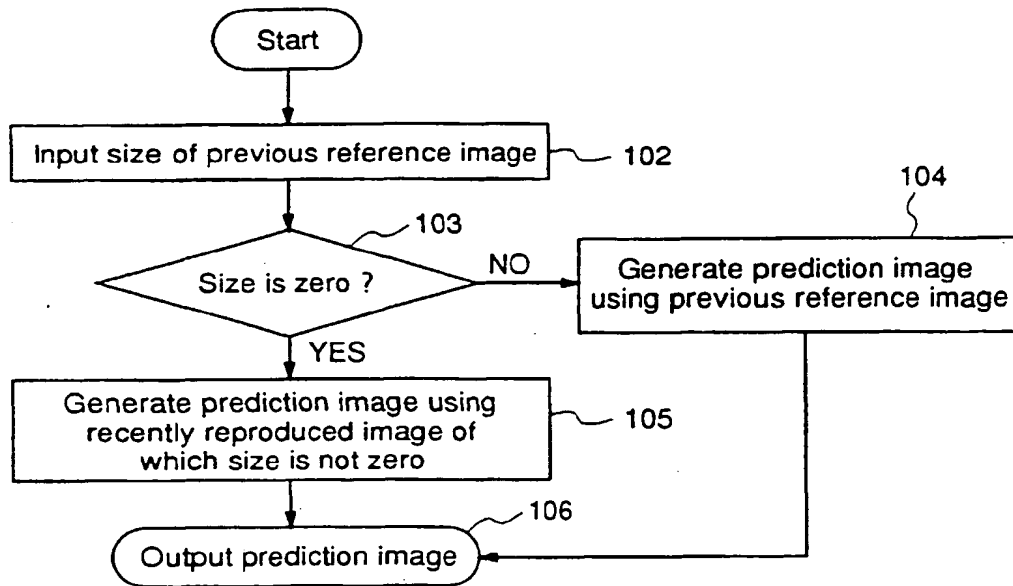 Start
Input size of previous reference image
102
103
104
Size is zero ?
NO
Generate prediction image
using previous reference image
YES
Generate prediction image using
recently reproduced image of
which size is not zero
105
106
Output prediction image